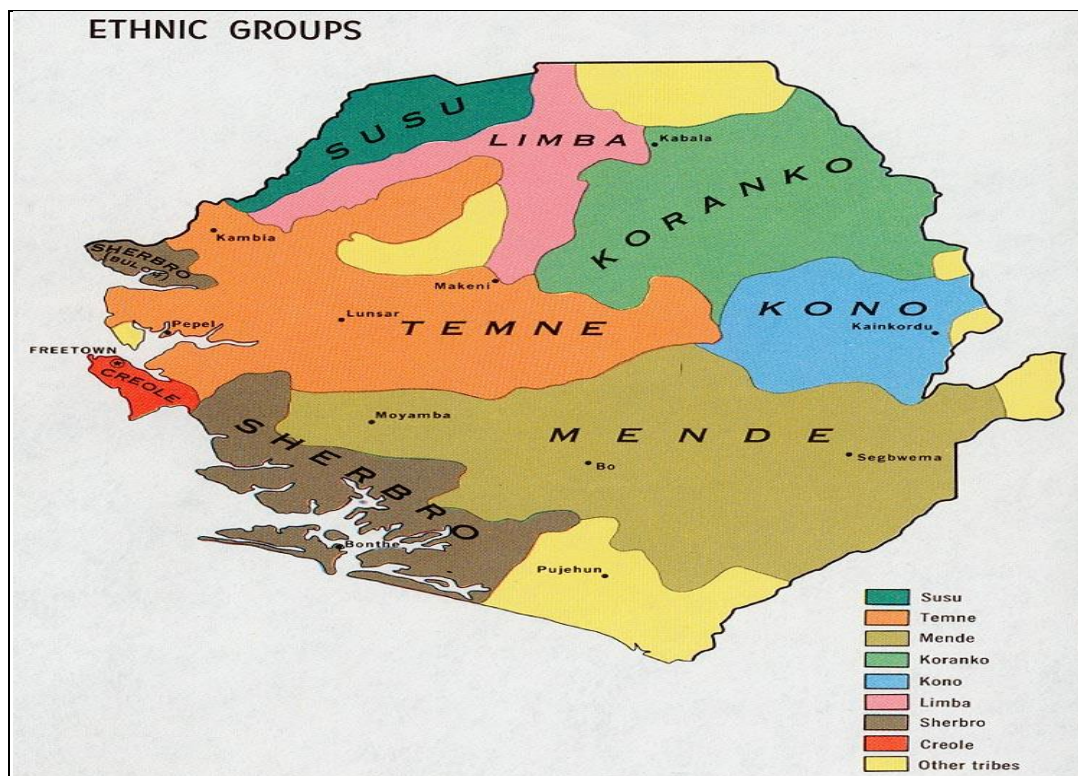 ETHNIC GROUPS
SUSU
LIMBA
Kabala
KORANKO
Kambia
SHERBRO
(BULOM)
Makeni
KONO
Pepel
Lunsar
TEMNE
Kainkordu
FREETOWN
CREOLE
Moyamba
SHERBRO
MENDE
Bo
Segbwema
Bonthe
Pujehun
Susu
Temne
Mende
Koranko
Kono
Limba
Sherbro
Creole
Other tribes